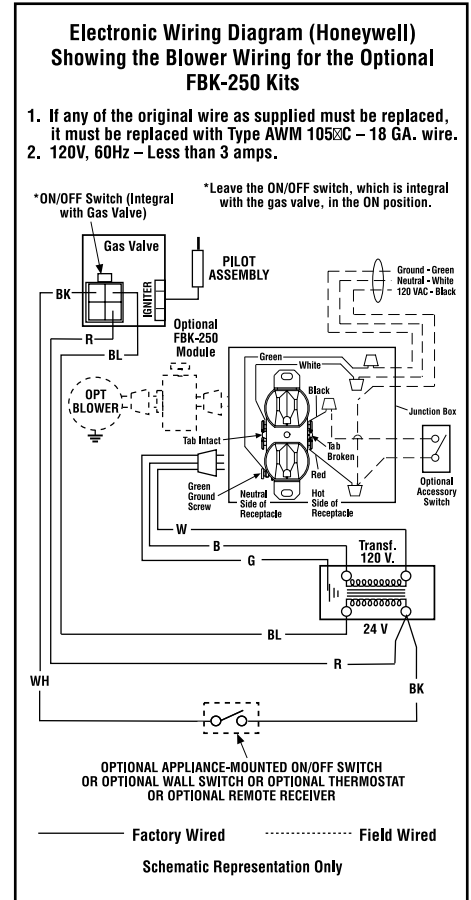 Electronic Wiring Diagram (Honeywell)
Showing the Blower Wiring for the Optional
FBK-250 Kits
1. If any of the original wire as supplied must be replaced,
it must be replaced with Type AWM 105☒C – 18 GA. wire.
2. 120V, 60Hz – Less than 3 amps.
*ON/OFF Switch (Integral
with Gas Valve)
*Leave the ON/OFF switch, which is integral
with the gas valve, in the ON position.
Gas Valve
BK
IGNITER
PILOT
ASSEMBLY
Ground - Green
Neutral - White
120 VAC - Black
R
BL
Optional
FBK-250
Module
Green
White
Black
OPT
BLOWER
Junction Box
Tab Intact
Tab
Broken
Red
Green
Ground
Screw
Neutral
Side of
Receptacle
Hot
Side of
Receptacle
Optional
Accessory
Switch
W
B
G
Transf.
120 V.
24 V
BL
R
WH
BK
OPTIONAL APPLIANCE-MOUNTED ON/OFF SWITCH
OR OPTIONAL WALL SWITCH OR OPTIONAL THERMOSTAT
OR OPTIONAL REMOTE RECEIVER
Factory Wired
Field Wired
Schematic Representation Only